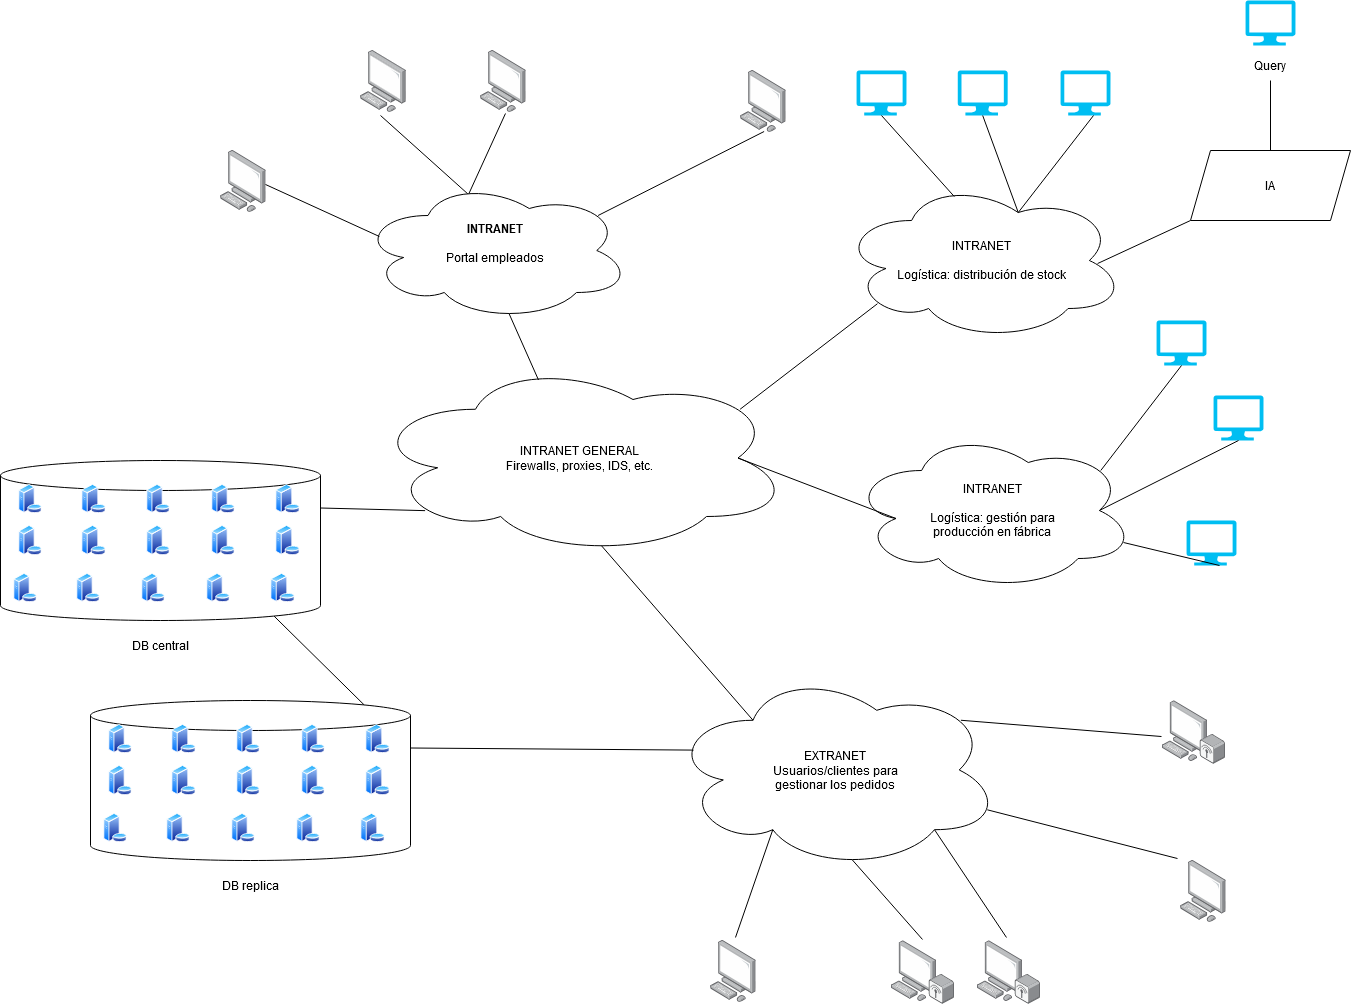 Query
IA
INTRANET
Portal empleados
INTRANET
Logística: distribución de stock
INTRANET GENERAL
Firewalls, proxies, IDS, etc.
INTRANET
Logística: gestión para
producción en fábrica
DB central
EXTRANET
Usuarios/clientes para
gestionar los pedidos
DB replica